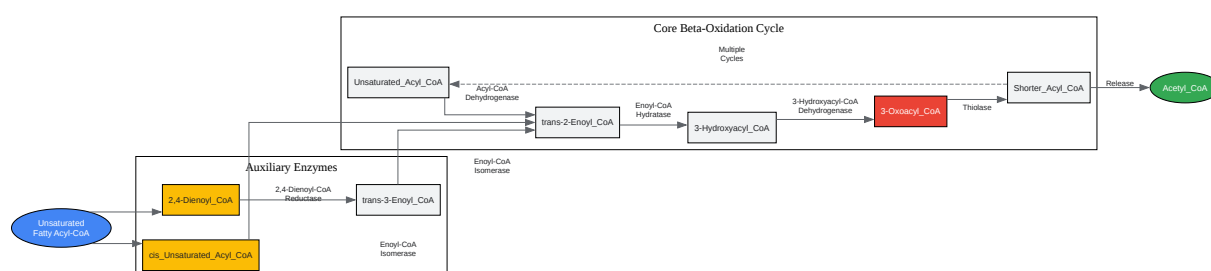 Core Beta-Oxidation Cycle
Multiple
Cycles
Unsaturated_Acyl_CoA
Acyl-CoA
Dehydrogenase
trans-2-Enoyl_CoA
Enoyl-CoA
Hydratase
3-Hydroxyacyl_CoA
3-Hydroxyacyl-CoA
Dehydrogenase
3-Oxoacyl_CoA
Thiolase
Shorter_Acyl_CoA
Release
Acetyl_CoA
Enoyl-CoA
Isomerase
Auxiliary Enzymes
2,4-Dienoyl_CoA
2,4-Dienoyl-CoA
Reductase
trans-3-Enoyl_CoA
Unsaturated
Fatty Acyl-CoA
cis_Unsaturated_Acyl_CoA
Enoyl-CoA
Isomerase